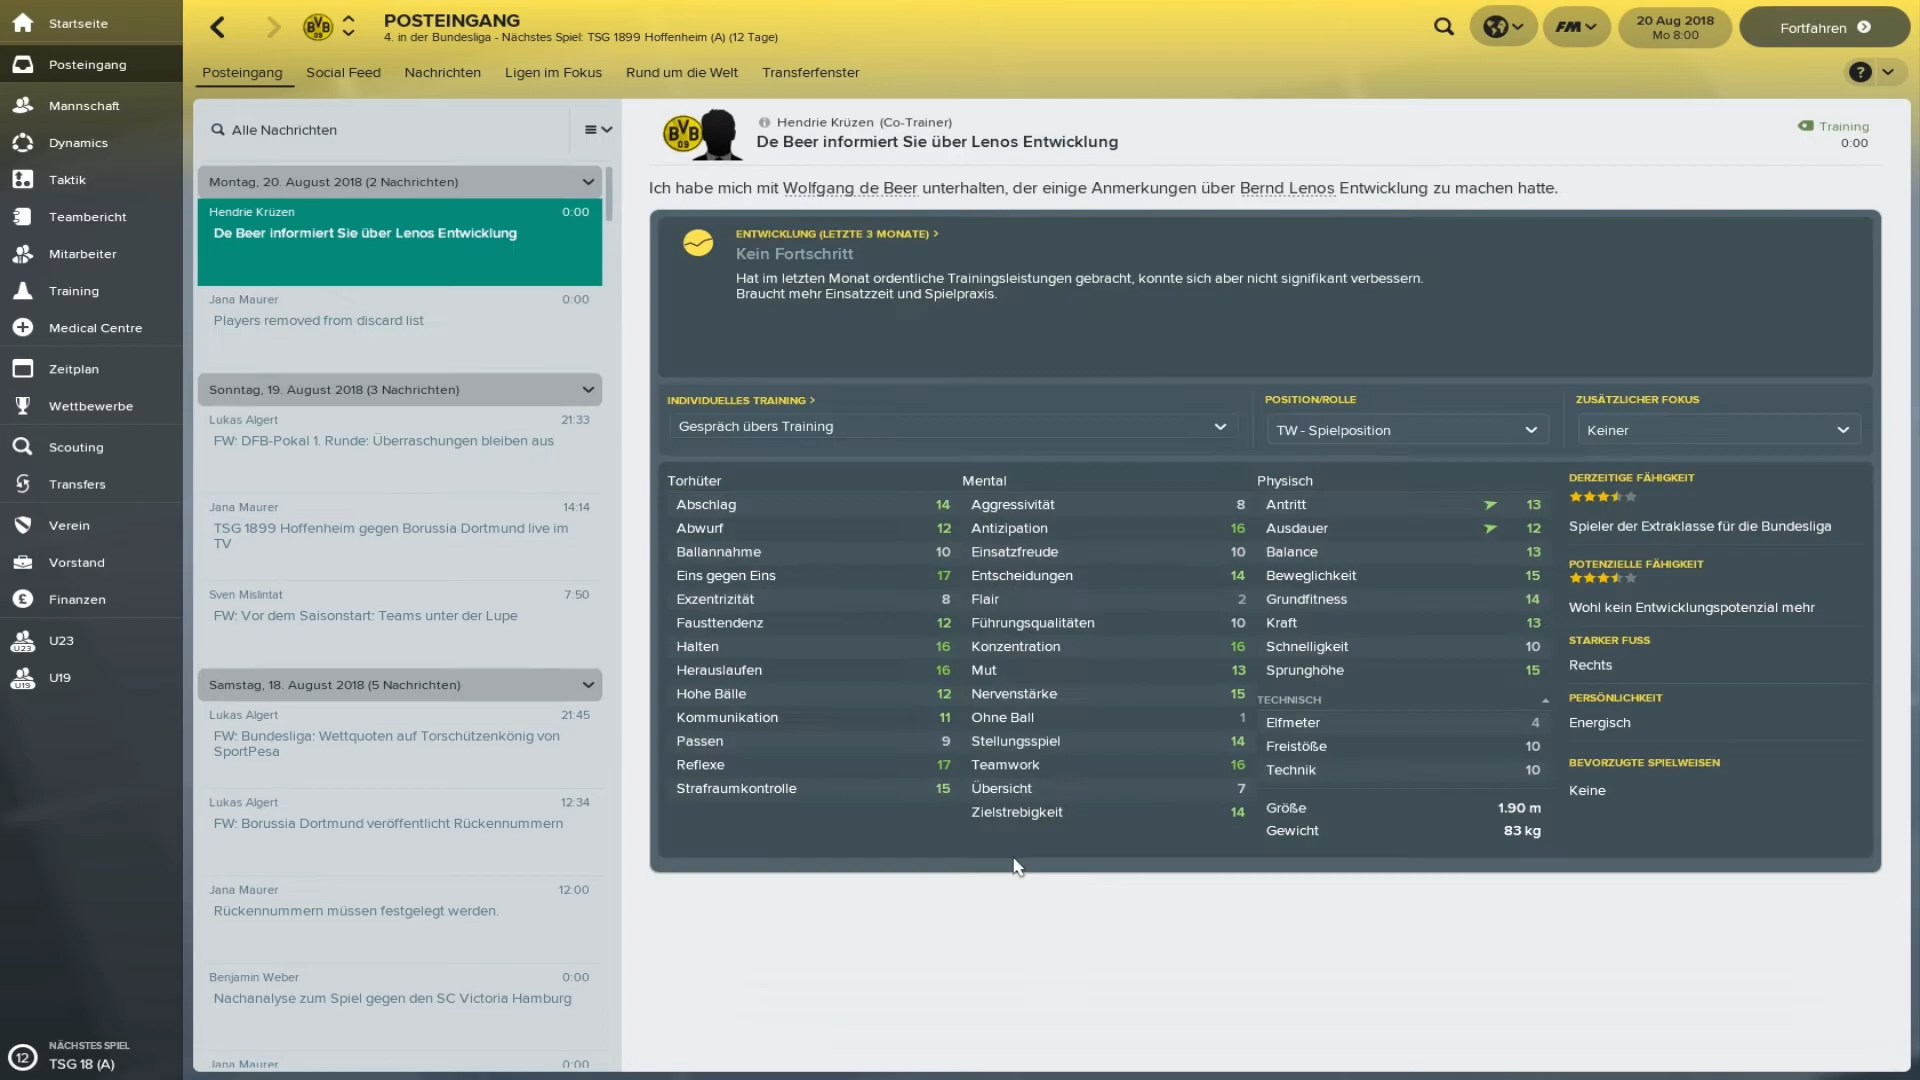 Startseite
Posteingang
Mannschaft
Dynamics
Taktik
Teambericht
Mitarbeiter
Training
Medical Centre
Zeitplan
Wettbewerbe
Scouting
Transfers
Verein
Vorstand
Finanzen
U23
U23
U19
U19
12
NÄCHSTES SPIEL
TSG 18 (A)
BVB
09
POSTEINGANG
4. in der Bundesliga - Nächstes Spiel: TSG 1899 Hoffenheim (A) (12 Tage)
FM
20 Aug 2018
Mo 8:00
Fortfahren
Posteingang
Social Feed
Nachrichten
Ligen im Fokus
Rund um die Welt
Transferfenster
?
Alle Nachrichten
Montag, 20. August 2018 (2 Nachrichten)
Hendrie Krüzen 0:00
De Beer informiert Sie über Lenos Entwicklung
Jana Maurer 0:00
Players removed from discard list
Sonntag, 19. August 2018 (3 Nachrichten)
Lukas Algert 21:33
FW: DFB-Pokal 1. Runde: Überraschungen bleiben aus
Jana Maurer 14:14
TSG 1899 Hoffenheim gegen Borussia Dortmund live im
TV
Sven Mislintat 7:50
FW: Vor dem Saisonstart: Teams unter der Lupe
Samstag, 18. August 2018 (5 Nachrichten)
Lukas Algert 21:45
FW: Bundesliga: Wettquoten auf Torschützenkönig von
SportPesa
Lukas Algert 12:34
FW: Borussia Dortmund veröffentlicht Rückennummern
Jana Maurer 12:00
Rückennummern müssen festgelegt werden.
Benjamin Weber 0:00
Nachanalyse zum Spiel gegen den SC Victoria Hamburg
Jana Maurer 0:00
BVB
09
Hendrie Krüzen (Co-Trainer)
De Beer informiert Sie über Lenos Entwicklung
Training
0:00
Ich habe mich mit Wolfgang de Beer unterhalten, der einige Anmerkungen über Bernd Lenos Entwicklung zu machen hatte.
ENTWICKLUNG (LETZTE 3 MONATE) >
Kein Fortschritt
Hat im letzten Monat ordentliche Trainingsleistungen gebracht, konnte sich aber nicht signifikant verbessern.
Braucht mehr Einsatzzeit und Spielpraxis.
INDIVIDUELLES TRAINING >
Gespräch übers Training
POSITION/ROLLE
TW - Spielposition
ZUSÄTZLICHER FOKUS
Keiner
Torhüter
Abschlag 14
Abwurf 12
Ballannahme 10
Eins gegen Eins 17
Exzentrizität 8
Fausttendenz 12
Halten 16
Herauslaufen 16
Hohe Bälle 12
Kommunikation 11
Passen 9
Reflexe 17
Strafraumkontrolle 15
Mental
Aggressivität 8
Antizipation 16
Einsatzfreude 10
Entscheidungen 14
Flair 2
Führungsqualitäten 10
Konzentration 16
Mut 13
Nervenstärke 15
Ohne Ball 1
Stellungsspiel 14
Teamwork 16
Übersicht 7
Zielstrebigkeit 14
Physisch
Antritt 13
Ausdauer 12
Balance 13
Beweglichkeit 15
Grundfitness 14
Kraft 13
Schnelligkeit 10
Sprunghöhe 15
TECHNISCH
Elfmeter 4
Freistöße 10
Technik 10
Größe 1.90 m
Gewicht 83 kg
DERZEITIGE FÄHIGKEIT
Spieler der Extraklasse für die Bundesliga
POTENZIELLE FÄHIGKEIT
Wohl kein Entwicklungspotenzial mehr
STARKER FUSS
Rechts
PERSÖNLICHKEIT
Energisch
BEVORZUGTE SPIELWEISEN
Keine